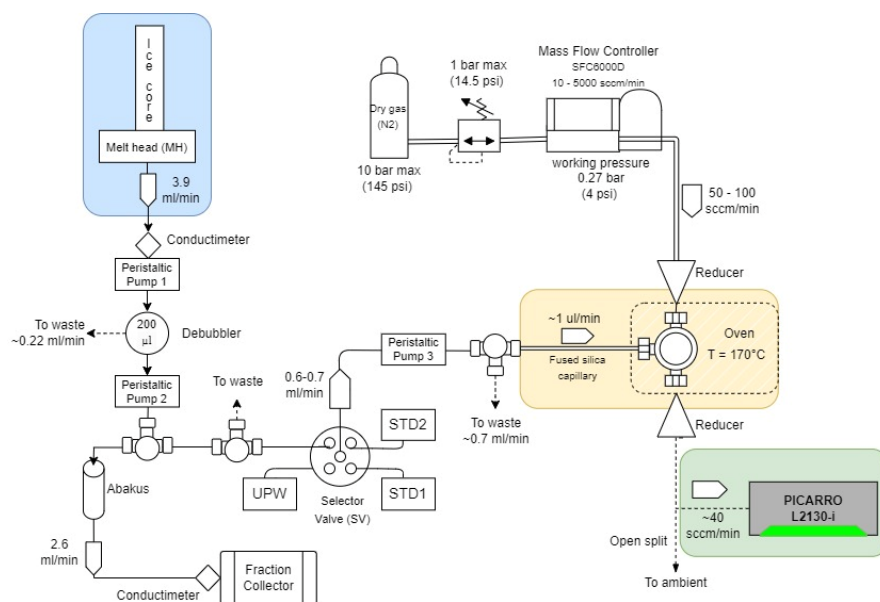 Ice core
Melt head (MH)
3.9
ml/min
Conductimeter
Peristaltic
Pump 1
To waste
~0.22 ml/min
200
µl
Debubbler
Peristaltic
Pump 2
To waste
0.6-0.7
ml/min
Peristaltic
Pump 3
To waste
~0.7 ml/min
STD2
UPW
STD1
Selector
Valve (SV)
Abakus
2.6
ml/min
Conductimeter
Fraction
Collector
Dry gas
(N2)
10 bar max
(145 psi)
1 bar max
(14.5 psi)
Mass Flow Controller
SFC6000D
10 - 5000 sccm/min
working pressure
0.27 bar
(4 psi)
50 - 100
sccm/min
Reducer
~1 ul/min
Fused silica
capillary
Oven
T = 170°C
Reducer
~40
sccm/min
PICARRO
L2130-i
Open split
To ambient